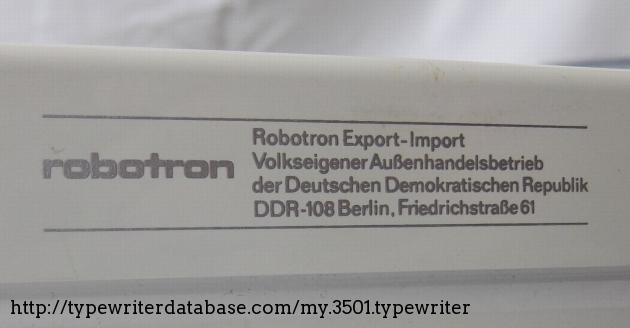 robotron
Robotron Export-Import
Volkseigener Außenhandelsbetrieb
der Deutschen Demokratischen Republik
DDR-108 Berlin, Friedrichstraße 61
http://typewriterdatabase.com/my.3501.typewriter